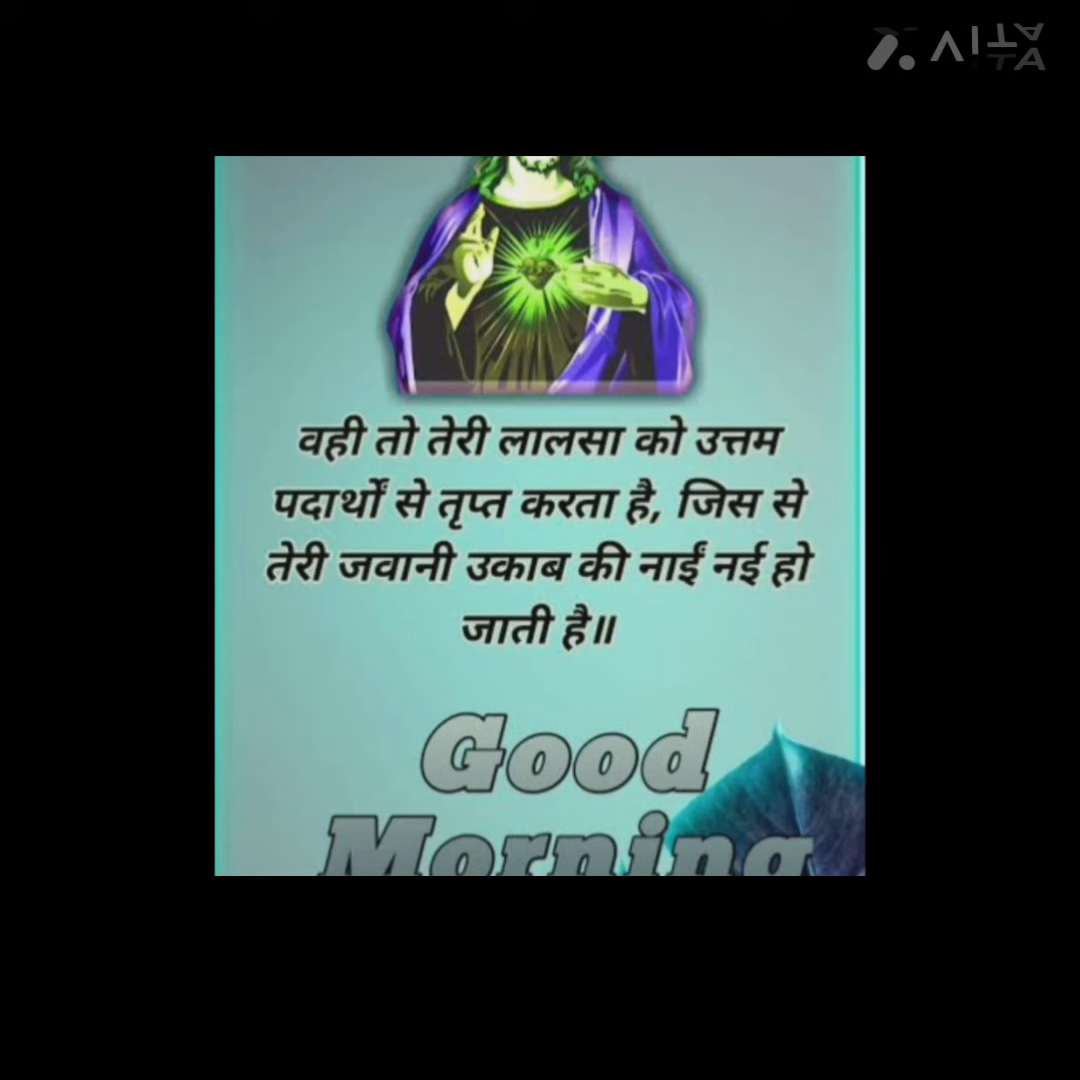 वही तो तेरी लालसा को उत्तम
पदार्थों से तृप्त करता है, जिस से
तेरी जवानी उकाब की नाईं नई हो
जाती है॥
Good
Morning